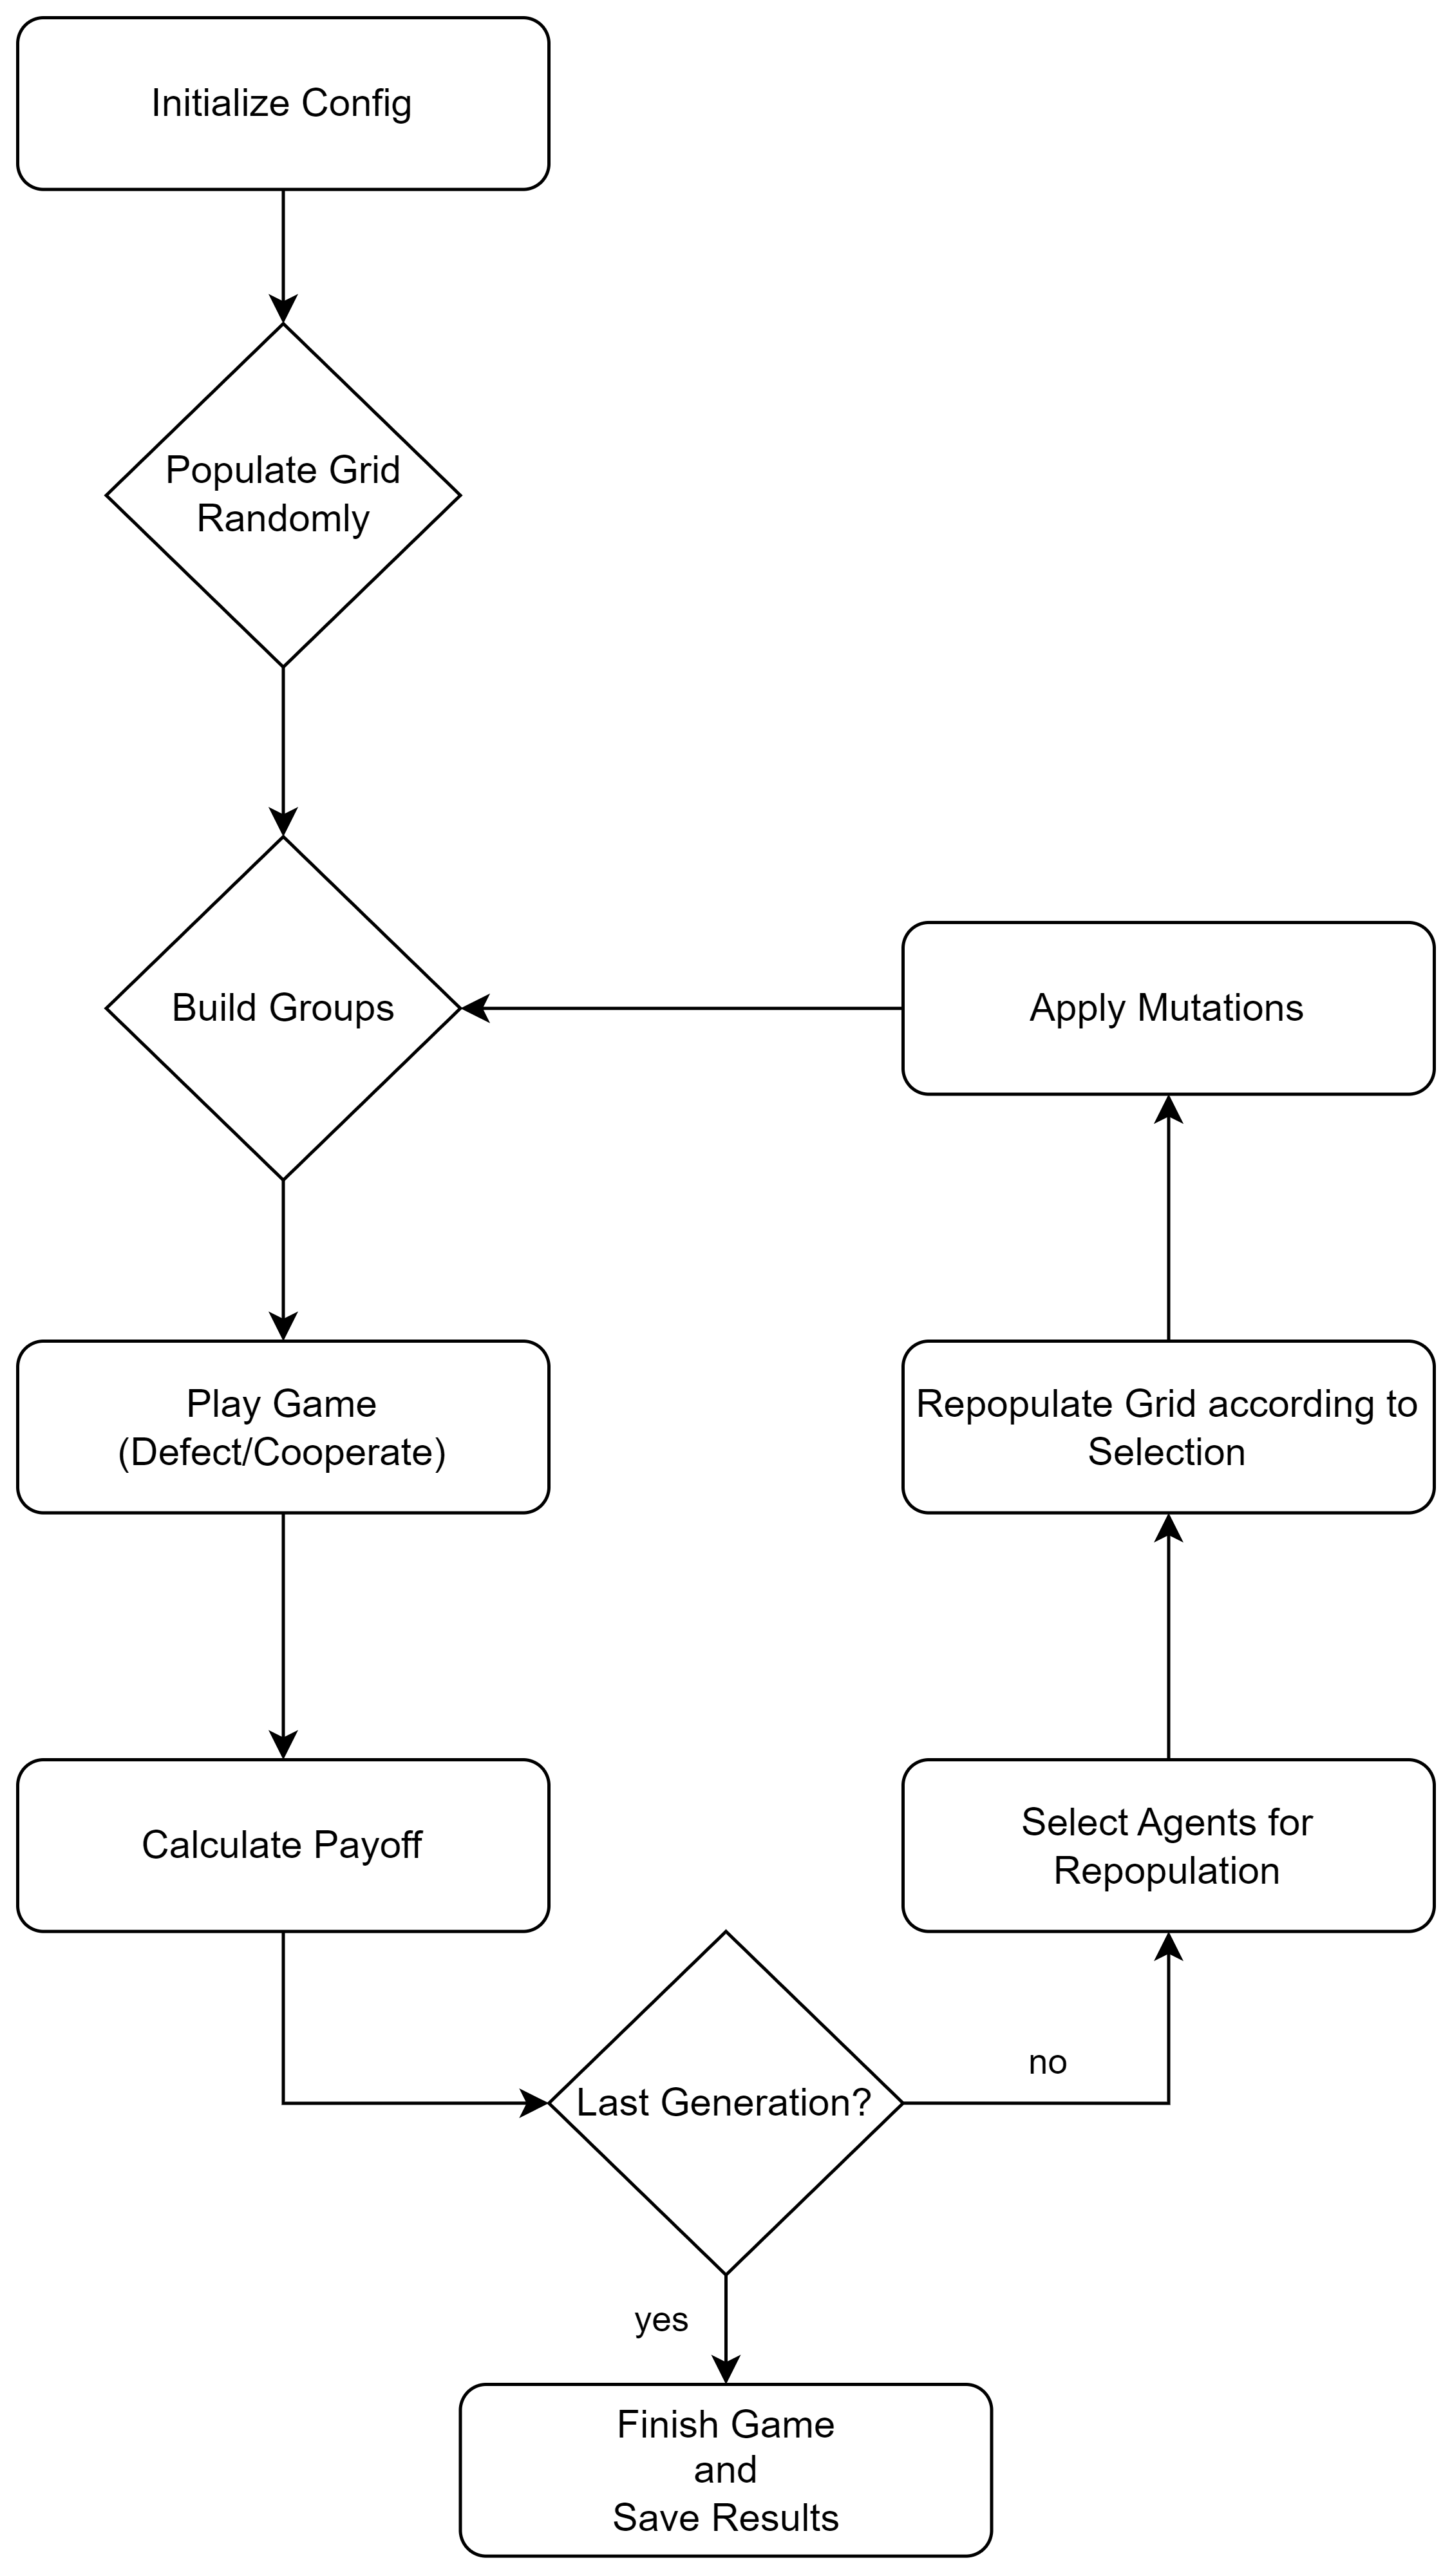 Initialize Config
Populate Grid
Randomly
Build Groups
Apply Mutations
Play Game
(Defect/Cooperate)
Repopulate Grid according to
Selection
Calculate Payoff
Select Agents for
Repopulation
Last Generation?
no
yes
Finish Game
and
Save Results